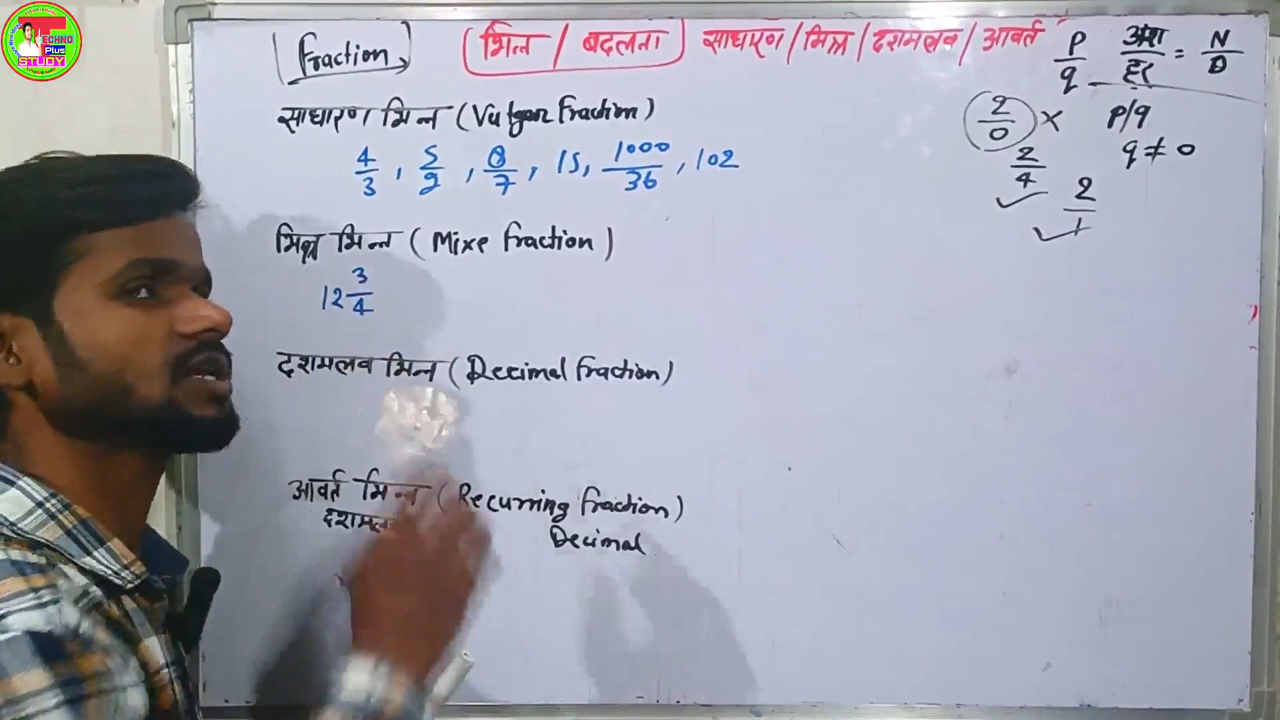 TECHNO
Plus
STUDY
Fraction
भिन्न / बदलना साधारण / मिश्र / दशमलव / आवर्त
P/q अंश/हर = N/D
साधारण भिन्न (Vulgar Fraction)
4/3, 5/2, 8/7, 15, 1000/36, 102
2/0 × P/q
q ≠ 0
2/4 ✓
2/1 ✓
मिश्र भिन्न (Mixe Fraction)
12 3/4
दशमलव भिन्न (Decimal Fraction)
आवर्त भिन्न (Recurring Fraction)
Decimal